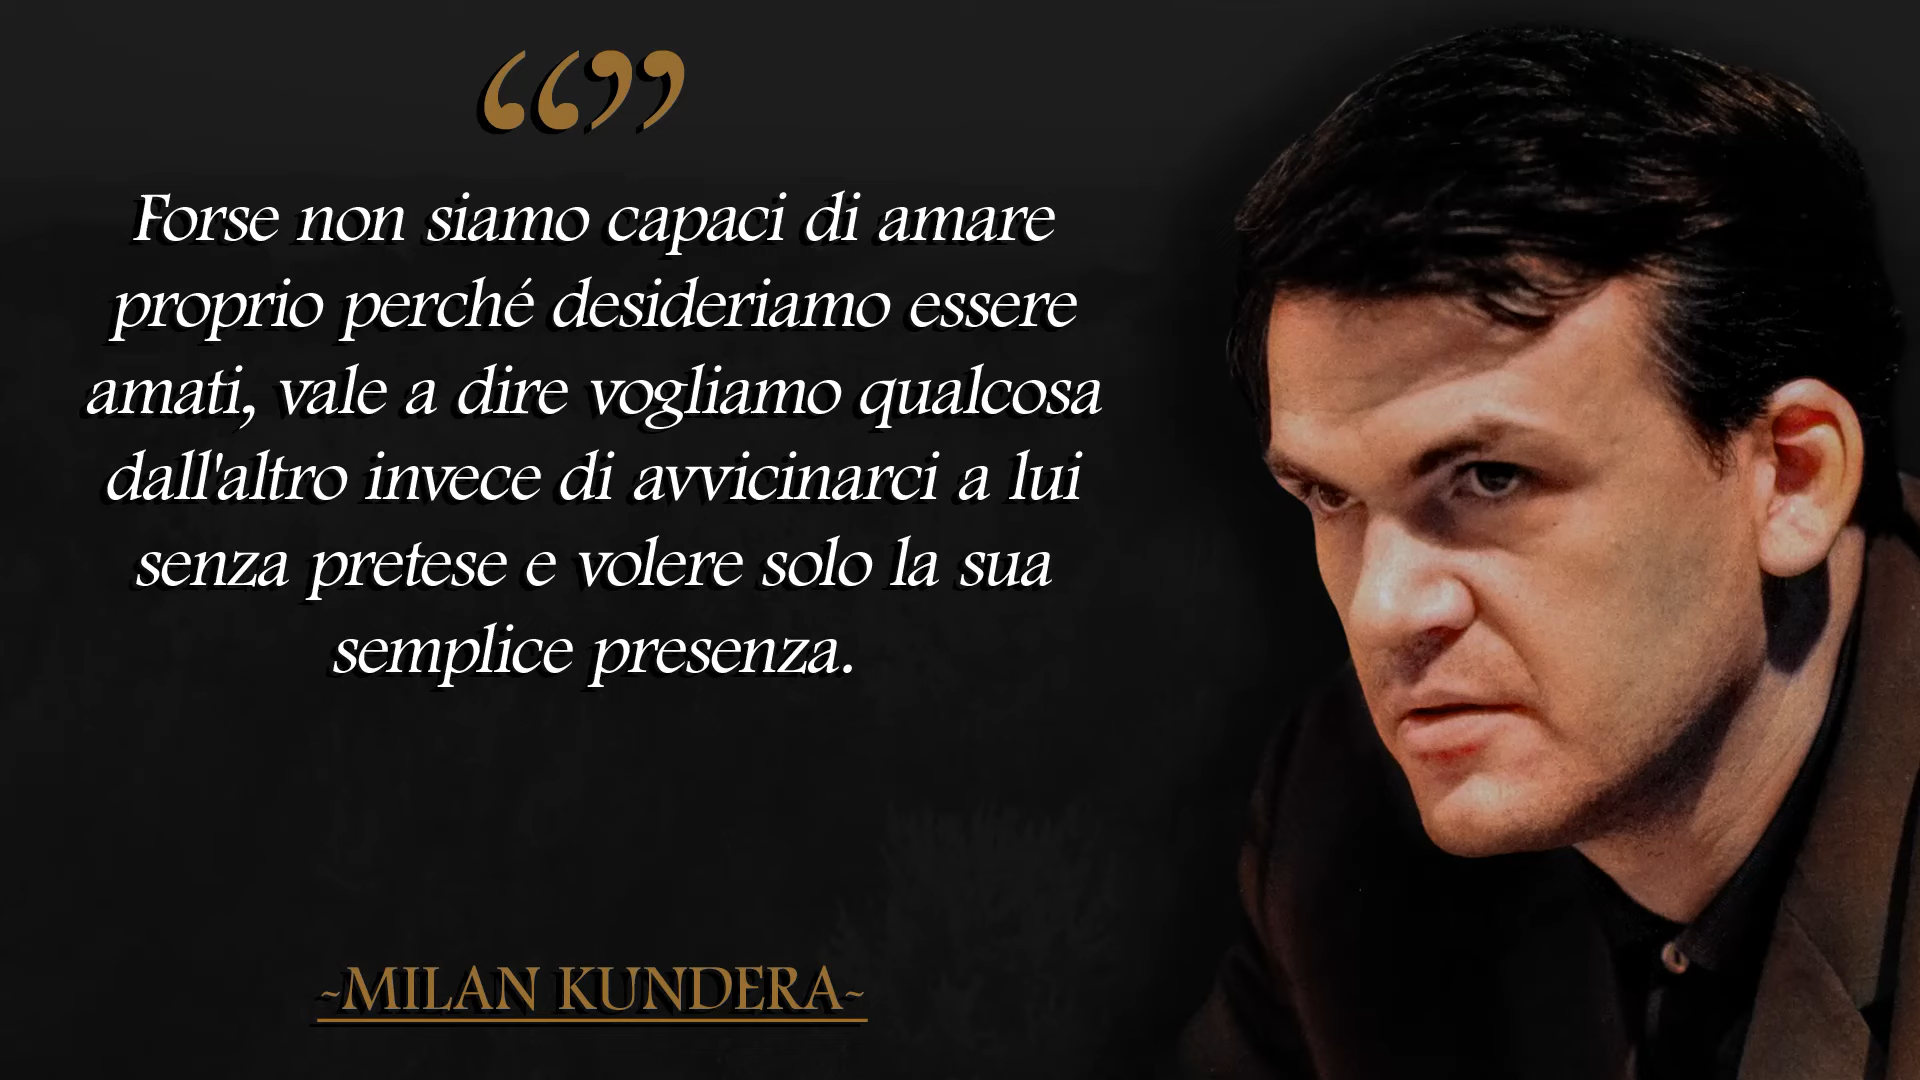 “”
Forse non siamo capaci di amare
proprio perché desideriamo essere
amati, vale a dire vogliamo qualcosa
dall'altro invece di avvicinarci a lui
senza pretese e volere solo la sua
semplice presenza.
~MILAN KUNDERA~